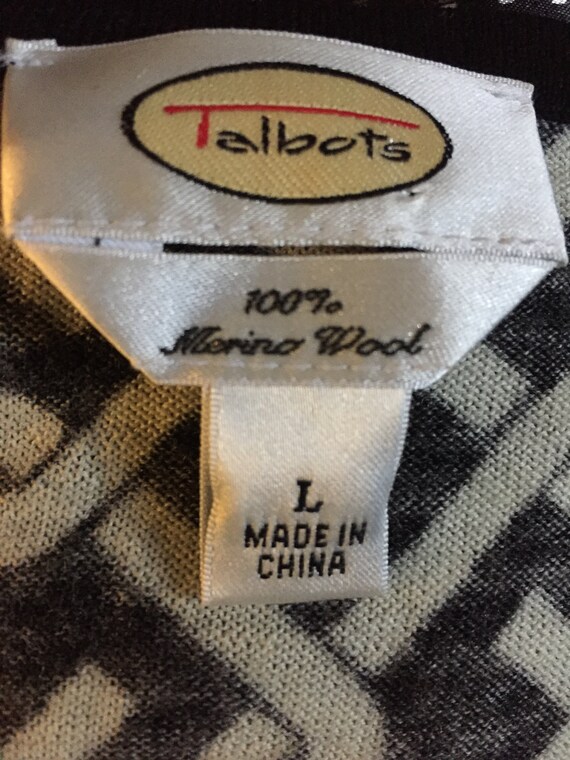 Talbots
100%
Merino Wool
L
MADE IN
CHINA